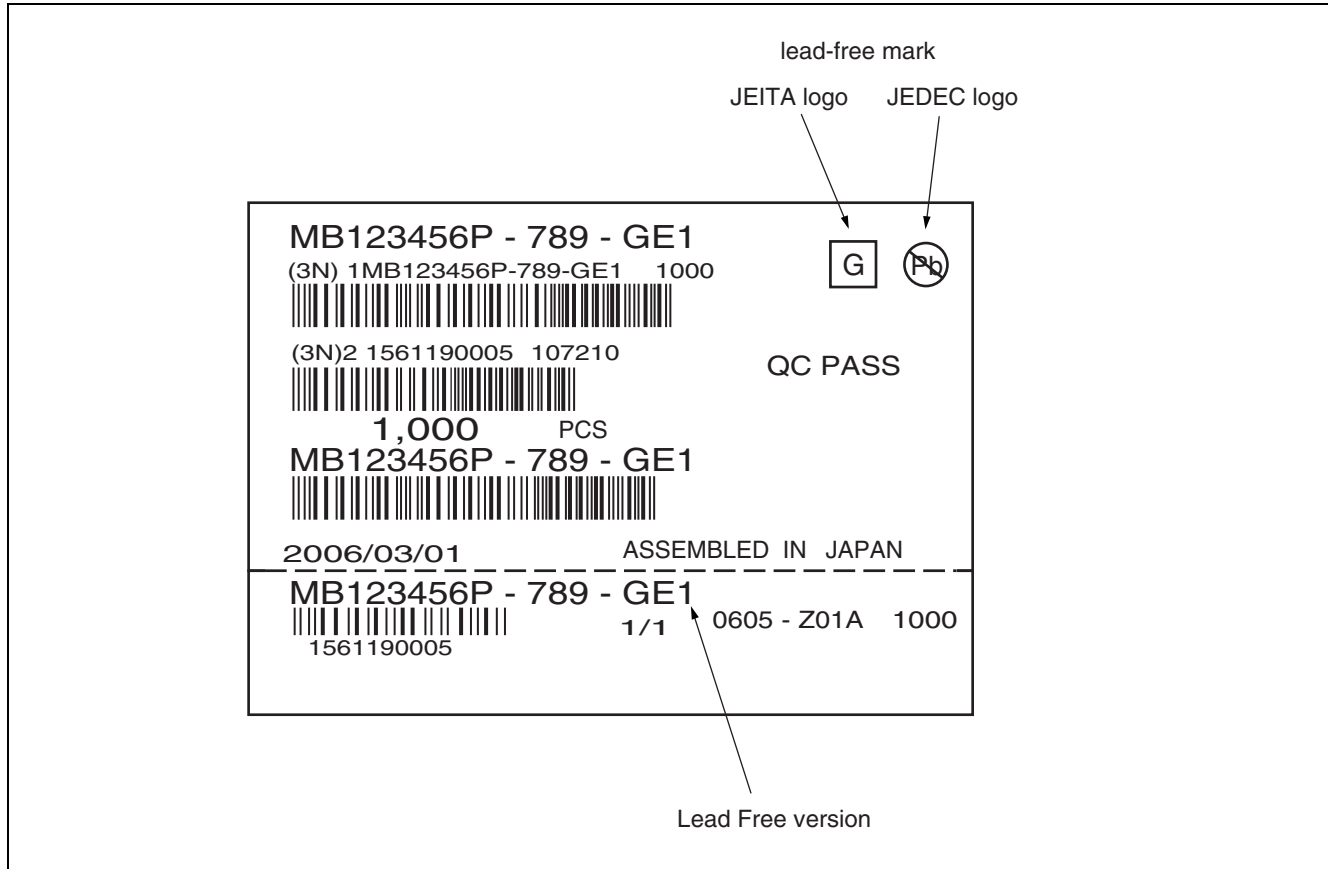 lead-free mark
JEITA logo JEDEC logo
MB123456P - 789 - GE1
(3N) 1MB123456P-789-GE1 1000
G Pb
(3N)2 1561190005 107210
QC PASS
1,000 PCS
MB123456P - 789 - GE1
2006/03/01 ASSEMBLED IN JAPAN
MB123456P - 789 - GE1
1/1 0605 - Z01A 1000
1561190005
Lead Free version